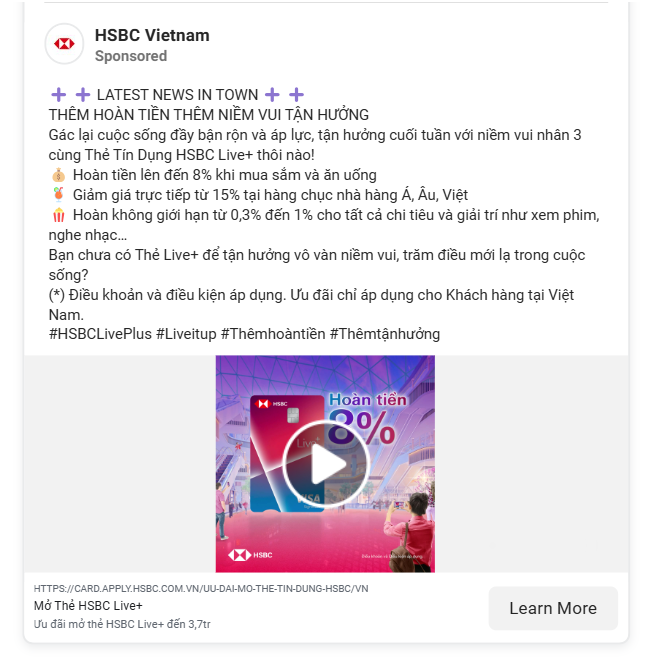 HSBC Vietnam
Sponsored
LATEST NEWS IN TOWN
THÊM HOÀN TIỀN THÊM NIỀM VUI TẬN HƯỞNG
Gác lại cuộc sống đầy bận rộn và áp lực, tận hưởng cuối tuần với niềm vui nhân 3
cùng Thẻ Tín Dụng HSBC Live+ thôi nào!
💰 Hoàn tiền lên đến 8% khi mua sắm và ăn uống
🍹 Giảm giá trực tiếp từ 15% tại hàng chục nhà hàng Á, Âu, Việt
🍿 Hoàn không giới hạn từ 0,3% đến 1% cho tất cả chi tiêu và giải trí như xem phim,
nghe nhạc…
Bạn chưa có Thẻ Live+ để tận hưởng vô vàn niềm vui, trăm điều mới lạ trong cuộc
sống?
(*) Điều khoản và điều kiện áp dụng. Ưu đãi chỉ áp dụng cho Khách hàng tại Việt
Nam.
#HSBCLivePlus #Liveitup #Thêmhoàntiền #Thêmtậnhưởng
HSBC
Hoàn tiền
8%
Live+
VISA
HSBC
Điều khoản và điều kiện áp dụng
HTTPS://CARD.APPLY.HSBC.COM.VN/UU-DAI-MO-THE-TIN-DUNG-HSBC/VN
Mở Thẻ HSBC Live+
Ưu đãi mở thẻ HSBC Live+ đến 3,7tr
Learn More